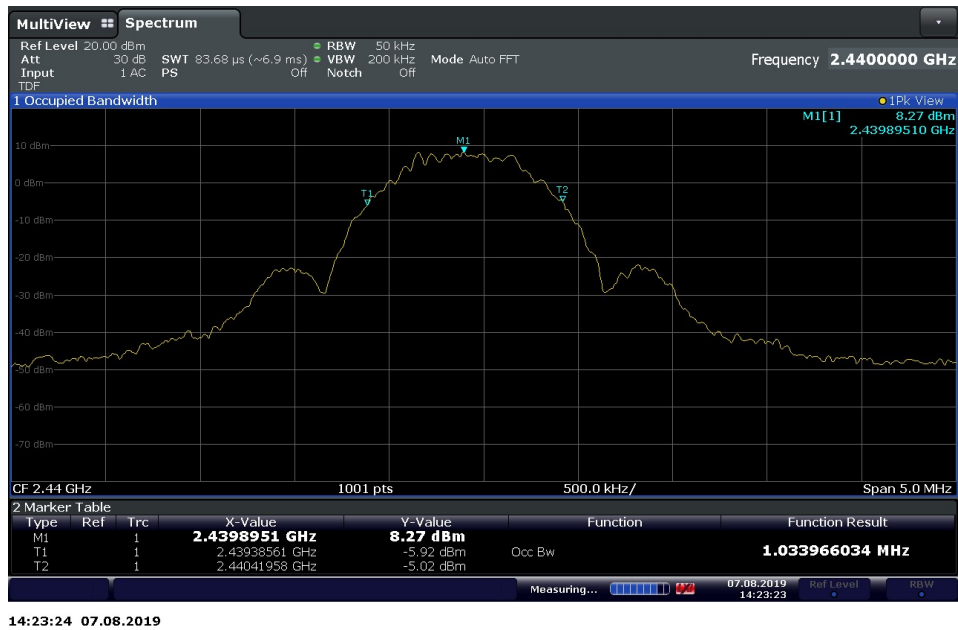 MultiView Spectrum
Ref Level 20.00 dBm RBW 50 kHz
Att 30 dB SWT 83.68 µs (~6.9 ms) VBW 200 kHz Mode Auto FFT Frequency 2.4400000 GHz
Input 1 AC PS Off Notch Off
TDF
1 Occupied Bandwidth 1Pk View
M1[1] 8.27 dBm
2.43989510 GHz
M1
10 dBm
0 dBm
T1 T2
-10 dBm
-20 dBm
-30 dBm
-40 dBm
-50 dBm
-60 dBm
-70 dBm
CF 2.44 GHz 1001 pts 500.0 kHz/ Span 5.0 MHz
2 Marker Table
Type Ref Trc X-Value Y-Value Function Function Result
M1 1 2.4398951 GHz 8.27 dBm
T1 1 2.43938561 GHz -5.92 dBm Occ Bw 1.033966034 MHz
T2 1 2.44041958 GHz -5.02 dBm
Measuring... 07.08.2019 Ref Level RBW
14:23:23
14:23:24 07.08.2019